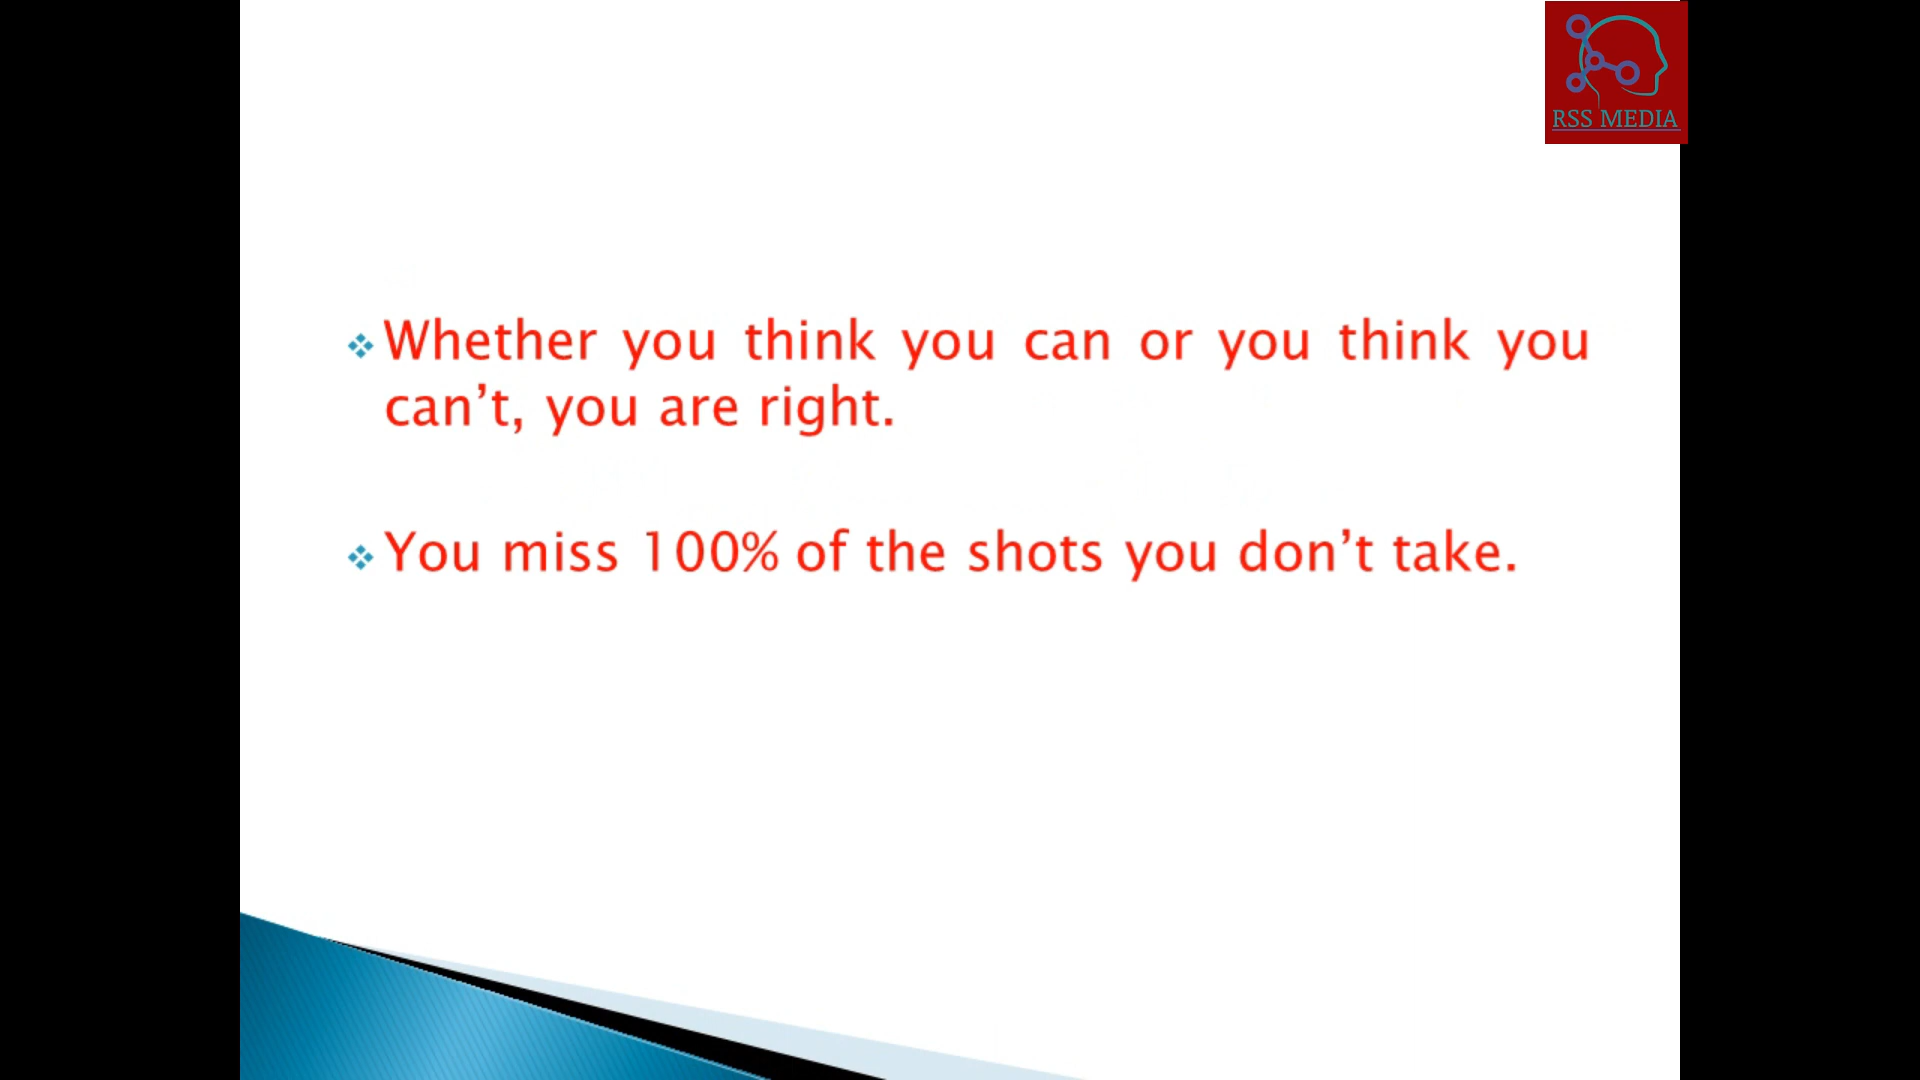 RSS MEDIA
Whether you think you can or you think you
can’t, you are right.
You miss 100% of the shots you don’t take.